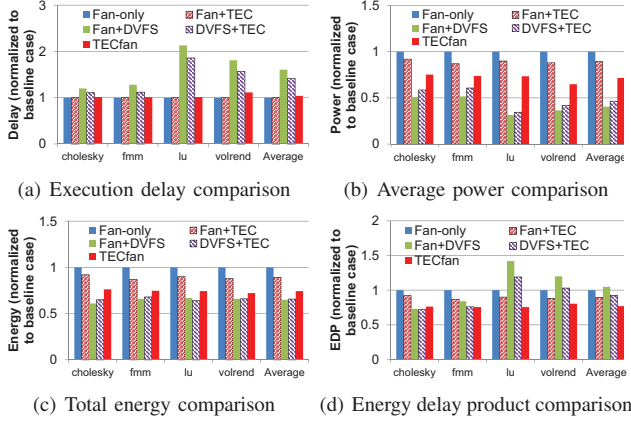 Delay (normalized to
baseline case)
3
2
1
0
Fan-only
Fan+TEC
Fan+DVFS
DVFS+TEC
TECfan
cholesky fmm lu volrend Average
(a) Execution delay comparison
Power (normalized
to baseline case)
1.5
1
0.5
0
Fan-only
Fan+TEC
Fan+DVFS
DVFS+TEC
TECfan
cholesky fmm lu volrend Average
(b) Average power comparison
Energy (normalized
to baseline case)
1.5
1
0.5
0
Fan-only
Fan+TEC
Fan+DVFS
DVFS+TEC
TECfan
cholesky fmm lu volrend Average
(c) Total energy comparison
EDP (normalized to
baseline case)
2
1.5
1
0.5
0
Fan-only
Fan+TEC
Fan+DVFS
DVFS+TEC
TECfan
cholesky fmm lu volrend Average
(d) Energy delay product comparison